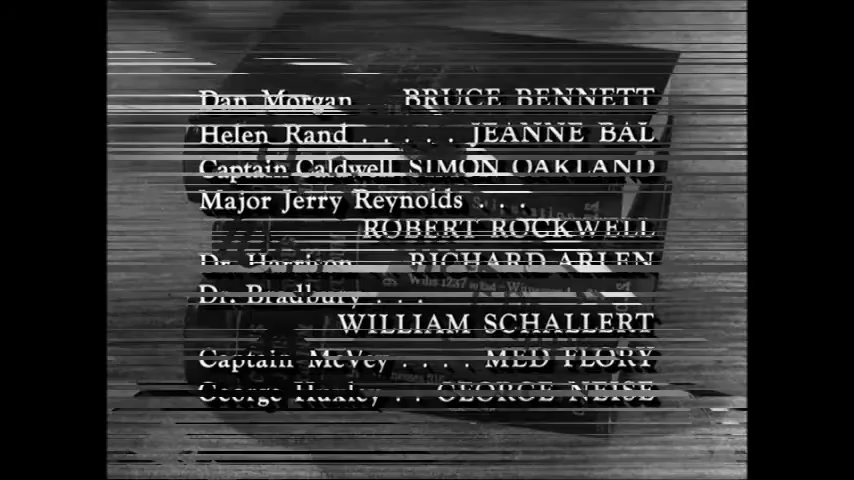 Dan Morgan BRUCE BENNETT
Helen Rand . . . . . JEANNE BAL
Captain Caldwell SIMON OAKLAND
Major Jerry Reynolds . . .
ROBERT ROCKWELL
Dr. Harrison RICHARD ARLEN
Dr. Bradbury . . .
WILLIAM SCHALLERT
Captain McVey . . . . MED FLORY
George Huxley . . GEORGE NEISE